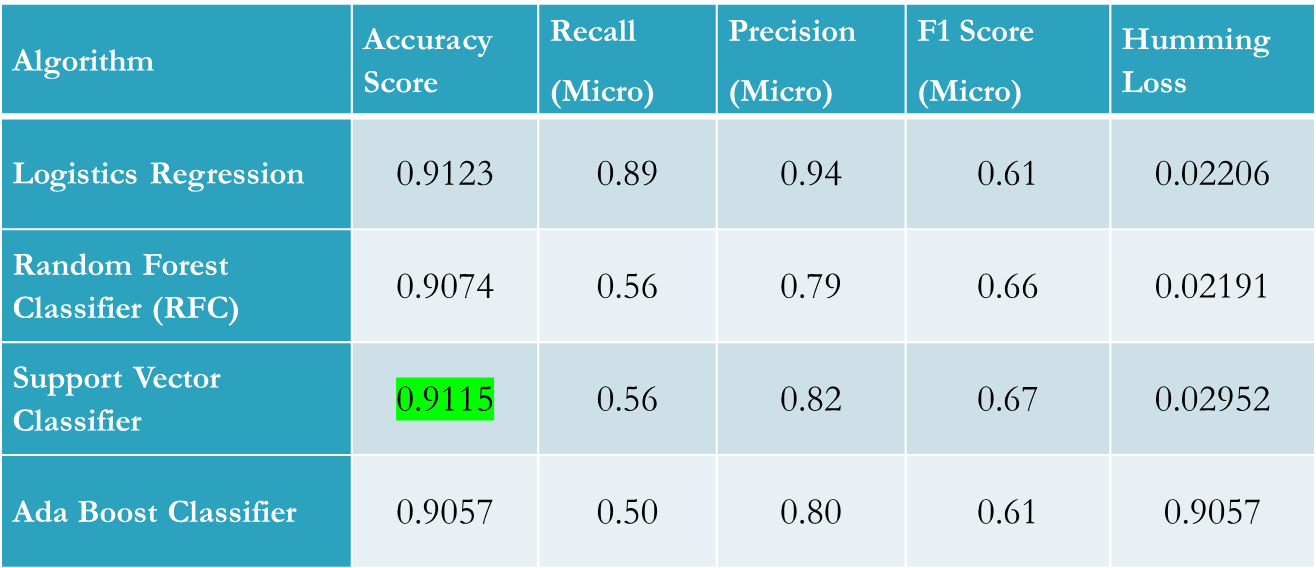 Algorithm
Accuracy
Score
Recall
(Micro)
Precision
(Micro)
F1 Score
(Micro)
Humming
Loss
Logistics Regression
0.9123
0.89
0.94
0.61
0.02206
Random Forest
Classifier (RFC)
0.9074
0.56
0.79
0.66
0.02191
Support Vector
Classifier
0.9115
0.56
0.82
0.67
0.02952
Ada Boost Classifier
0.9057
0.50
0.80
0.61
0.9057